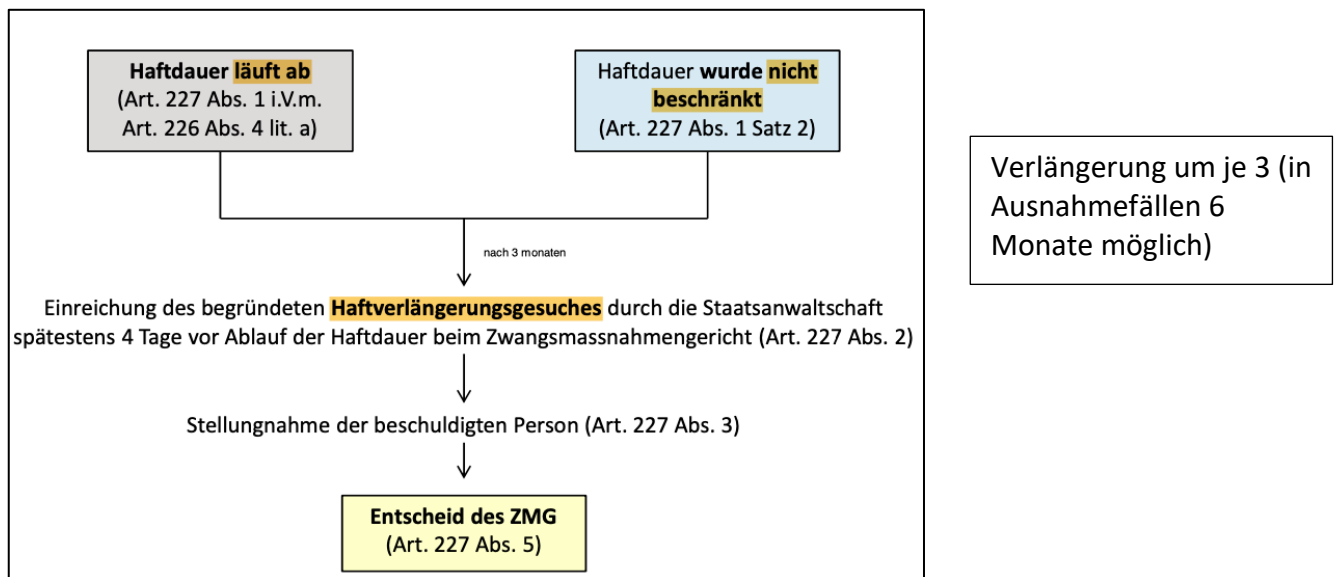 Haftdauer läuft ab
(Art. 227 Abs. 1 i.V.m.
Art. 226 Abs. 4 lit. a)
Haftdauer wurde nicht
beschränkt
(Art. 227 Abs. 1 Satz 2)
Verlängerung um je 3 (in
Ausnahmefällen 6
Monate möglich)
nach 3 monaten
Einreichung des begründeten Haftverlängerungsgesuches durch die Staatsanwaltschaft
spätestens 4 Tage vor Ablauf der Haftdauer beim Zwangsmassnahmengericht (Art. 227 Abs. 2)
Stellungnahme der beschuldigten Person (Art. 227 Abs. 3)
Entscheid des ZMG
(Art. 227 Abs. 5)